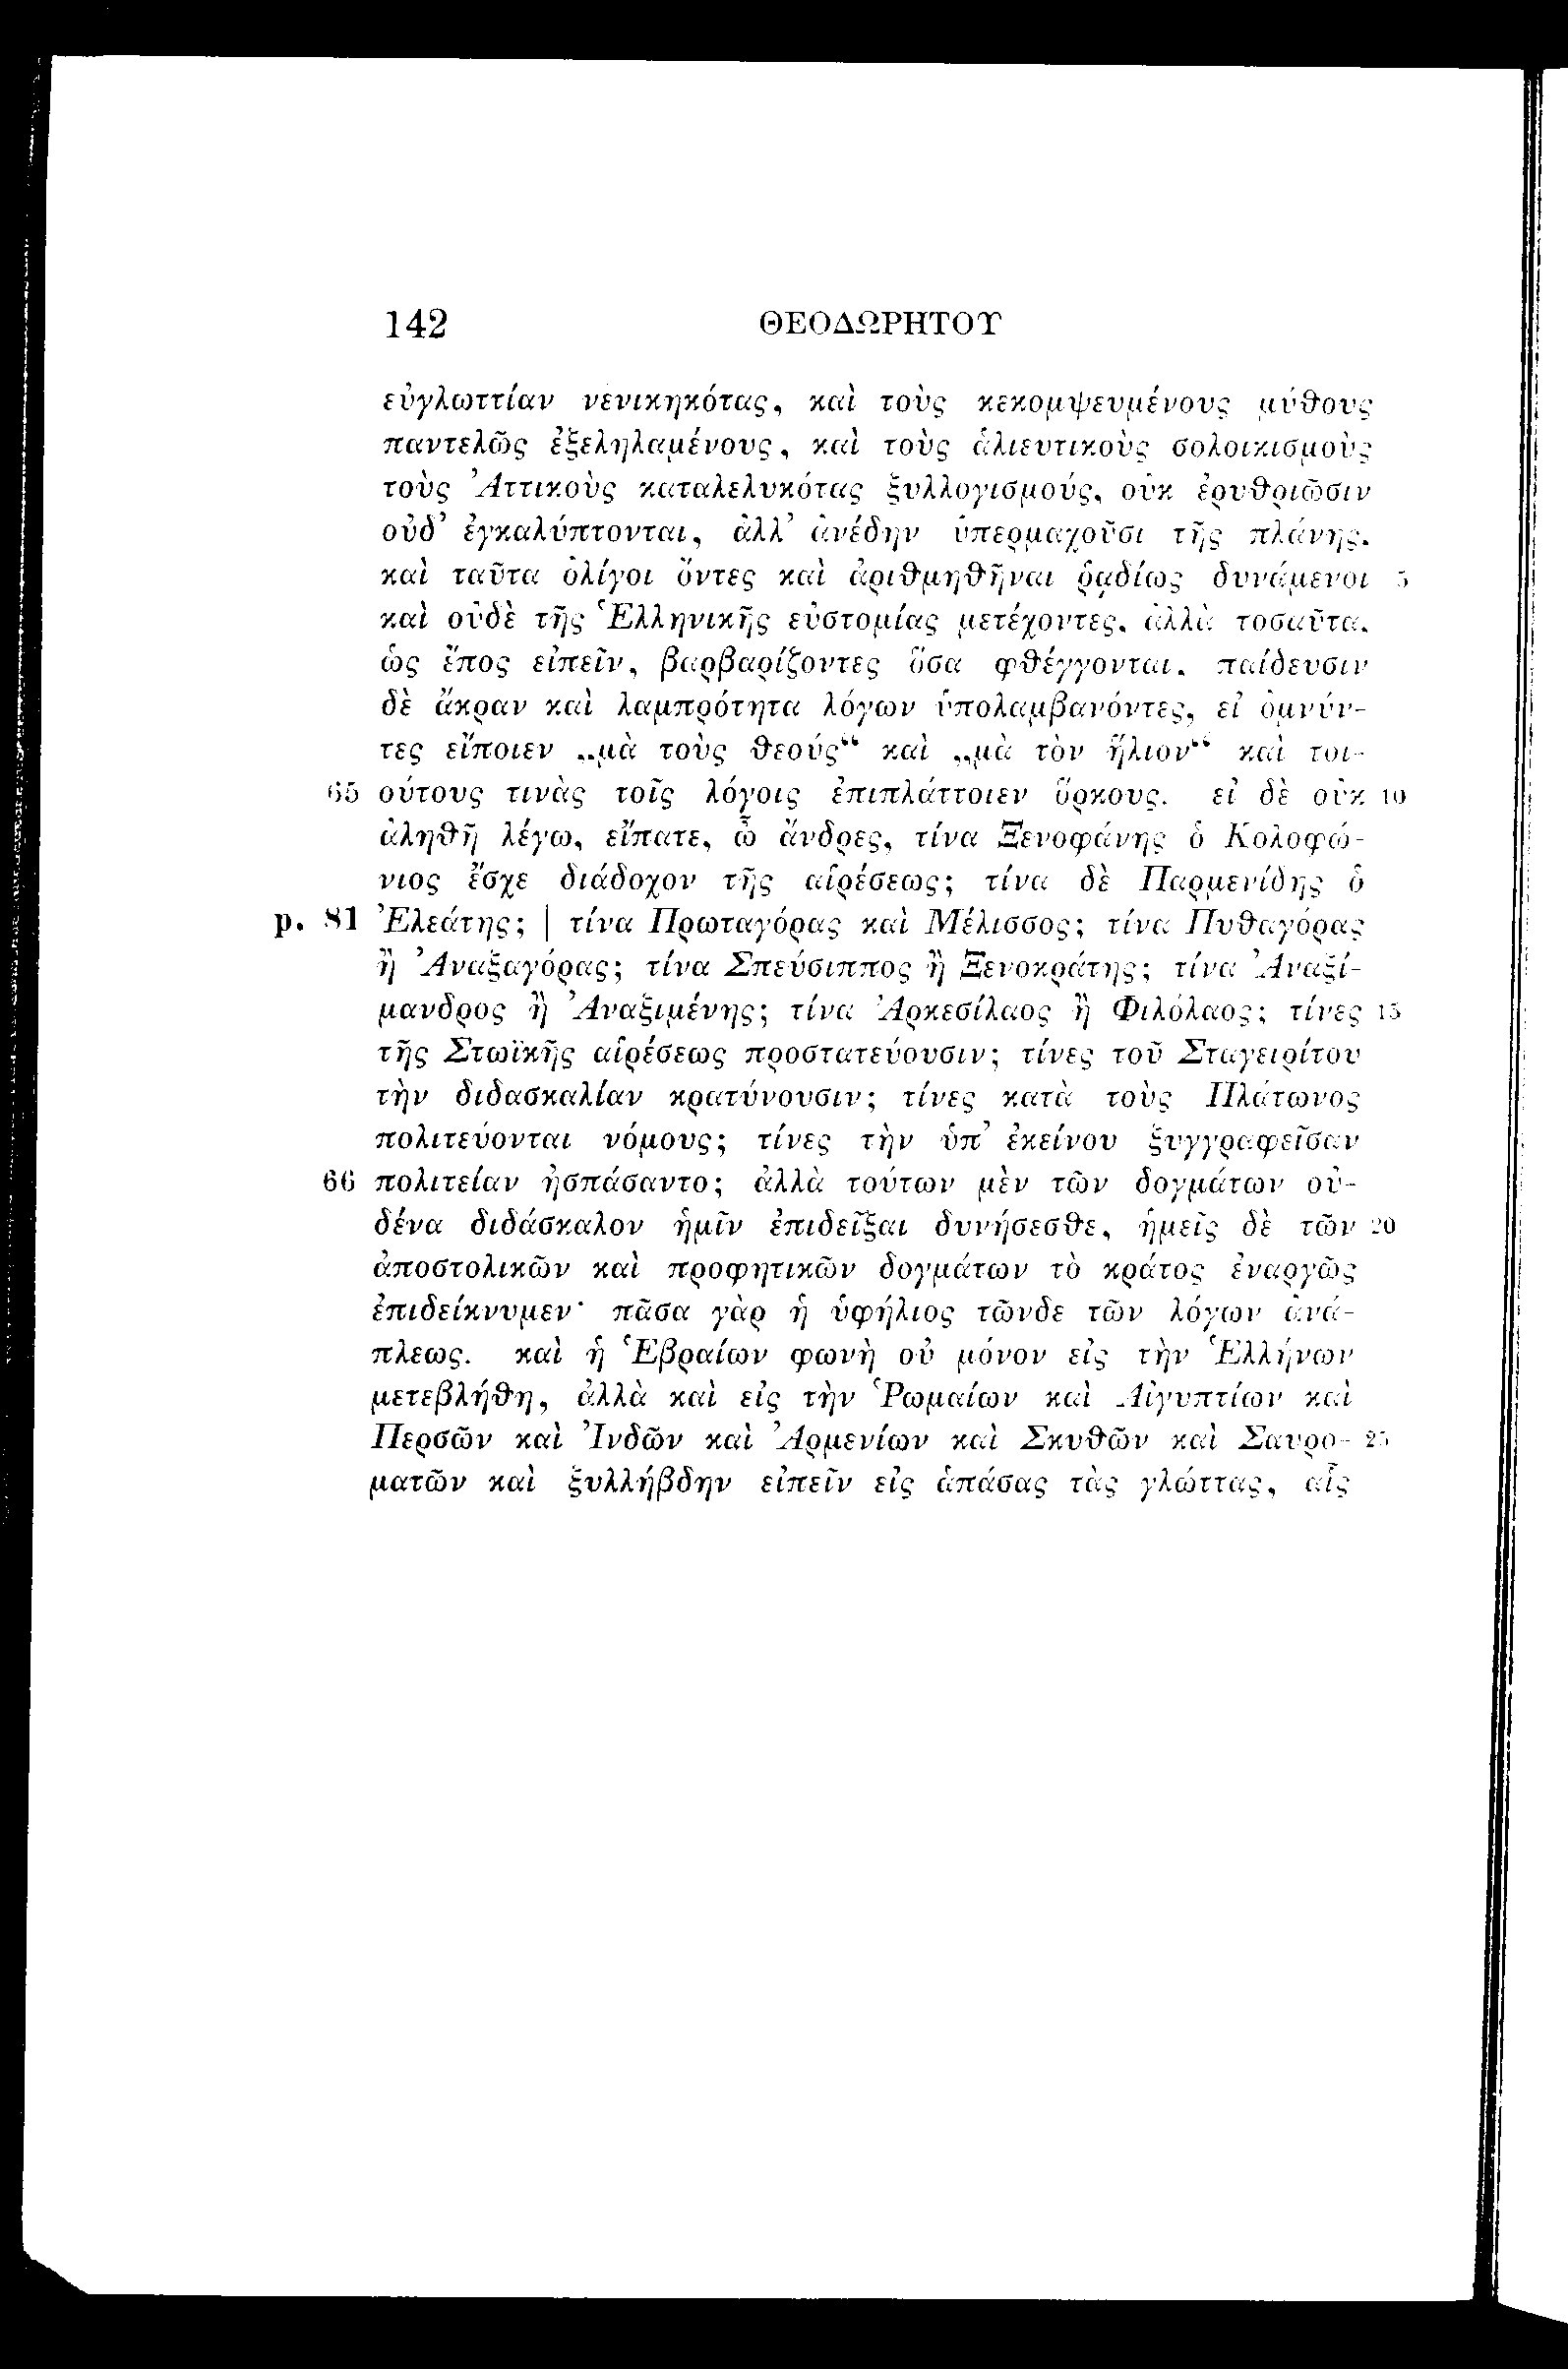 142 ΘΕΟΔΩΡΗΤΟΥ
εὐγλωττίαν νενικηκότας, καὶ τοὺς κεκομψευμένους μύθους
παντελῶς ἐξεληλαμένους, καὶ τοὺς ἁλιευτικοὺς σολοικισμοὺς
τοὺς Ἀττικοὺς καταλελυκότας ξυλλογισμούς, οὐκ ἐρυθριῶσιν
οὐδ’ ἐγκαλύπτονται, ἀλλ’ ἀνέδην ὑπερμαχοῦσι τῆς πλάνης,
καὶ ταῦτα ὀλίγοι ὄντες καὶ ἀριθμηθῆναι ῥᾳδίως δυνάμενοι 5
καὶ οὐδὲ τῆς Ἑλληνικῆς εὐστομίας μετέχοντες, ἀλλὰ τοσαῦτα,
ὡς ἔπος εἰπεῖν, βαρβαρίζοντες ὅσα φθέγγονται, παίδευσιν
δὲ ἄκραν καὶ λαμπρότητα λόγων ὑπολαμβανόντες, εἰ ὀμνύν-
τες εἴποιεν „μὰ τοὺς θεούς“ καὶ „μὰ τὸν ἥλιον“ καὶ τοι-
65 ούτους τινὰς τοῖς λόγοις ἐπιπλάττοιεν ὅρκους. εἰ δὲ οὐκ 10
ἀληθῆ λέγω, εἴπατε, ὦ ἄνδρες, τίνα Ξενοφάνης ὁ Κολοφώ-
νιος ἔσχε διάδοχον τῆς αἱρέσεως; τίνα δὲ Παρμενίδης ὁ
p. 81 Ἐλεάτης; | τίνα Πρωταγόρας καὶ Μέλισσος; τίνα Πυθαγόρας
ἢ Ἀναξαγόρας; τίνα Σπεύσιππος ἢ Ξενοκράτης; τίνα Ἀναξί-
μανδρος ἢ Ἀναξιμένης; τίνα Ἀρκεσίλαος ἢ Φιλόλαος; τίνες 15
τῆς Στωϊκῆς αἱρέσεως προστατεύουσιν; τίνες τοῦ Σταγειρίτου
τὴν διδασκαλίαν κρατύνουσιν; τίνες κατὰ τοὺς Πλάτωνος
πολιτεύονται νόμους; τίνες τὴν ὑπ’ ἐκείνου ξυγγραφεῖσαν
66 πολιτείαν ἠσπάσαντο; ἀλλὰ τούτων μὲν τῶν δογμάτων οὐ-
δένα διδάσκαλον ἡμῖν ἐπιδεῖξαι δυνήσεσθε, ἡμεῖς δὲ τῶν 20
ἀποστολικῶν καὶ προφητικῶν δογμάτων τὸ κράτος ἐναργῶς
ἐπιδείκνυμεν· πᾶσα γὰρ ἡ ὑφήλιος τῶνδε τῶν λόγων ἀνά-
πλεως. καὶ ἡ Ἑβραίων φωνὴ οὐ μόνον εἰς τὴν Ἑλλήνων
μετεβλήθη, ἀλλὰ καὶ εἰς τὴν Ῥωμαίων καὶ Αἰγυπτίων καὶ
Περσῶν καὶ Ἰνδῶν καὶ Ἀρμενίων καὶ Σκυθῶν καὶ Σαυρο- 25
ματῶν καὶ ξυλλήβδην εἰπεῖν εἰς ἁπάσας τὰς γλώττας, αἷς